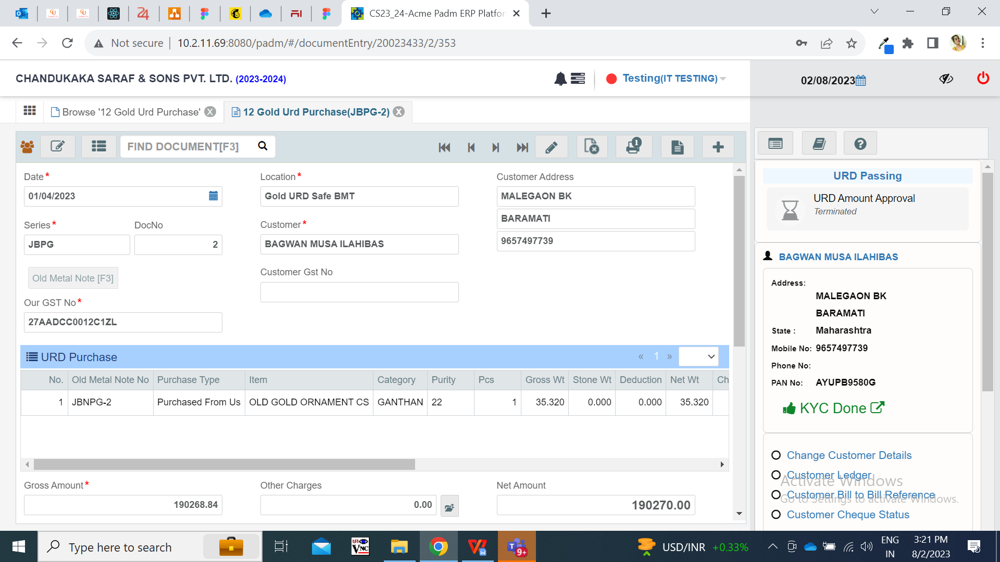 CS23_24-Acme Padm ERP Platfor
Not secure
10.2.11.69:8080/padm/#/documentEntry/20023433/2/353
CHANDUKAKA SARAF & SONS PVT. LTD. (2023-2024)
Testing(IT TESTING)
02/08/2023
Browse '12 Gold Urd Purchase'
12 Gold Urd Purchase(JBPG-2)
FIND DOCUMENT[F3]
1
Date*
01/04/2023
Location*
Gold URD Safe BMT
Customer Address
MALEGAON BK
BARAMATI
9657497739
Series*
JBPG
DocNo
2
Customer*
BAGWAN MUSA ILAHIBAS
Old Metal Note [F3]
Customer Gst No
Our GST No*
27AADCC0012C1ZL
URD Purchase
« 1 »
No. Old Metal Note No Purchase Type Item Category Purity Pcs Gross Wt Stone Wt Deduction Net Wt Ch
1 JBNPG-2 Purchased From Us OLD GOLD ORNAMENT CS GANTHAN 22 1 35.320 0.000 0.000 35.320
Gross Amount*
190268.84
Other Charges
0.00
Net Amount
190270.00
URD Passing
URD Amount Approval
Terminated
BAGWAN MUSA ILAHIBAS
Address:
MALEGAON BK
BARAMATI
State : Maharashtra
Mobile No: 9657497739
Phone No:
PAN No: AYUPB9580G
KYC Done
Change Customer Details
Customer Ledger
Customer Bill to Bill Reference
Customer Cheque Status
Activate Windows
Go to Settings to activate Windows.
Type here to search
9+
USD/INR +0.33%
ENG
IN
3:21 PM
8/2/2023